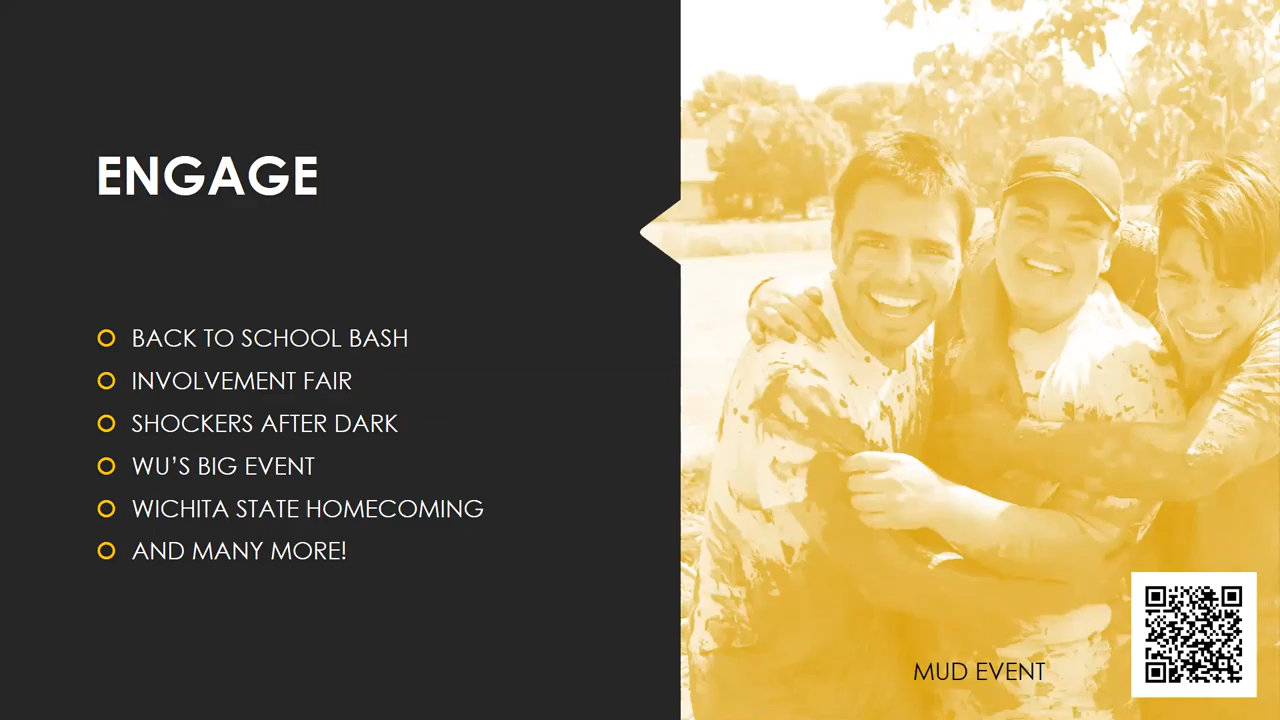 ENGAGE
BACK TO SCHOOL BASH
INVOLVEMENT FAIR
SHOCKERS AFTER DARK
WU’S BIG EVENT
WICHITA STATE HOMECOMING
AND MANY MORE!
MUD EVENT